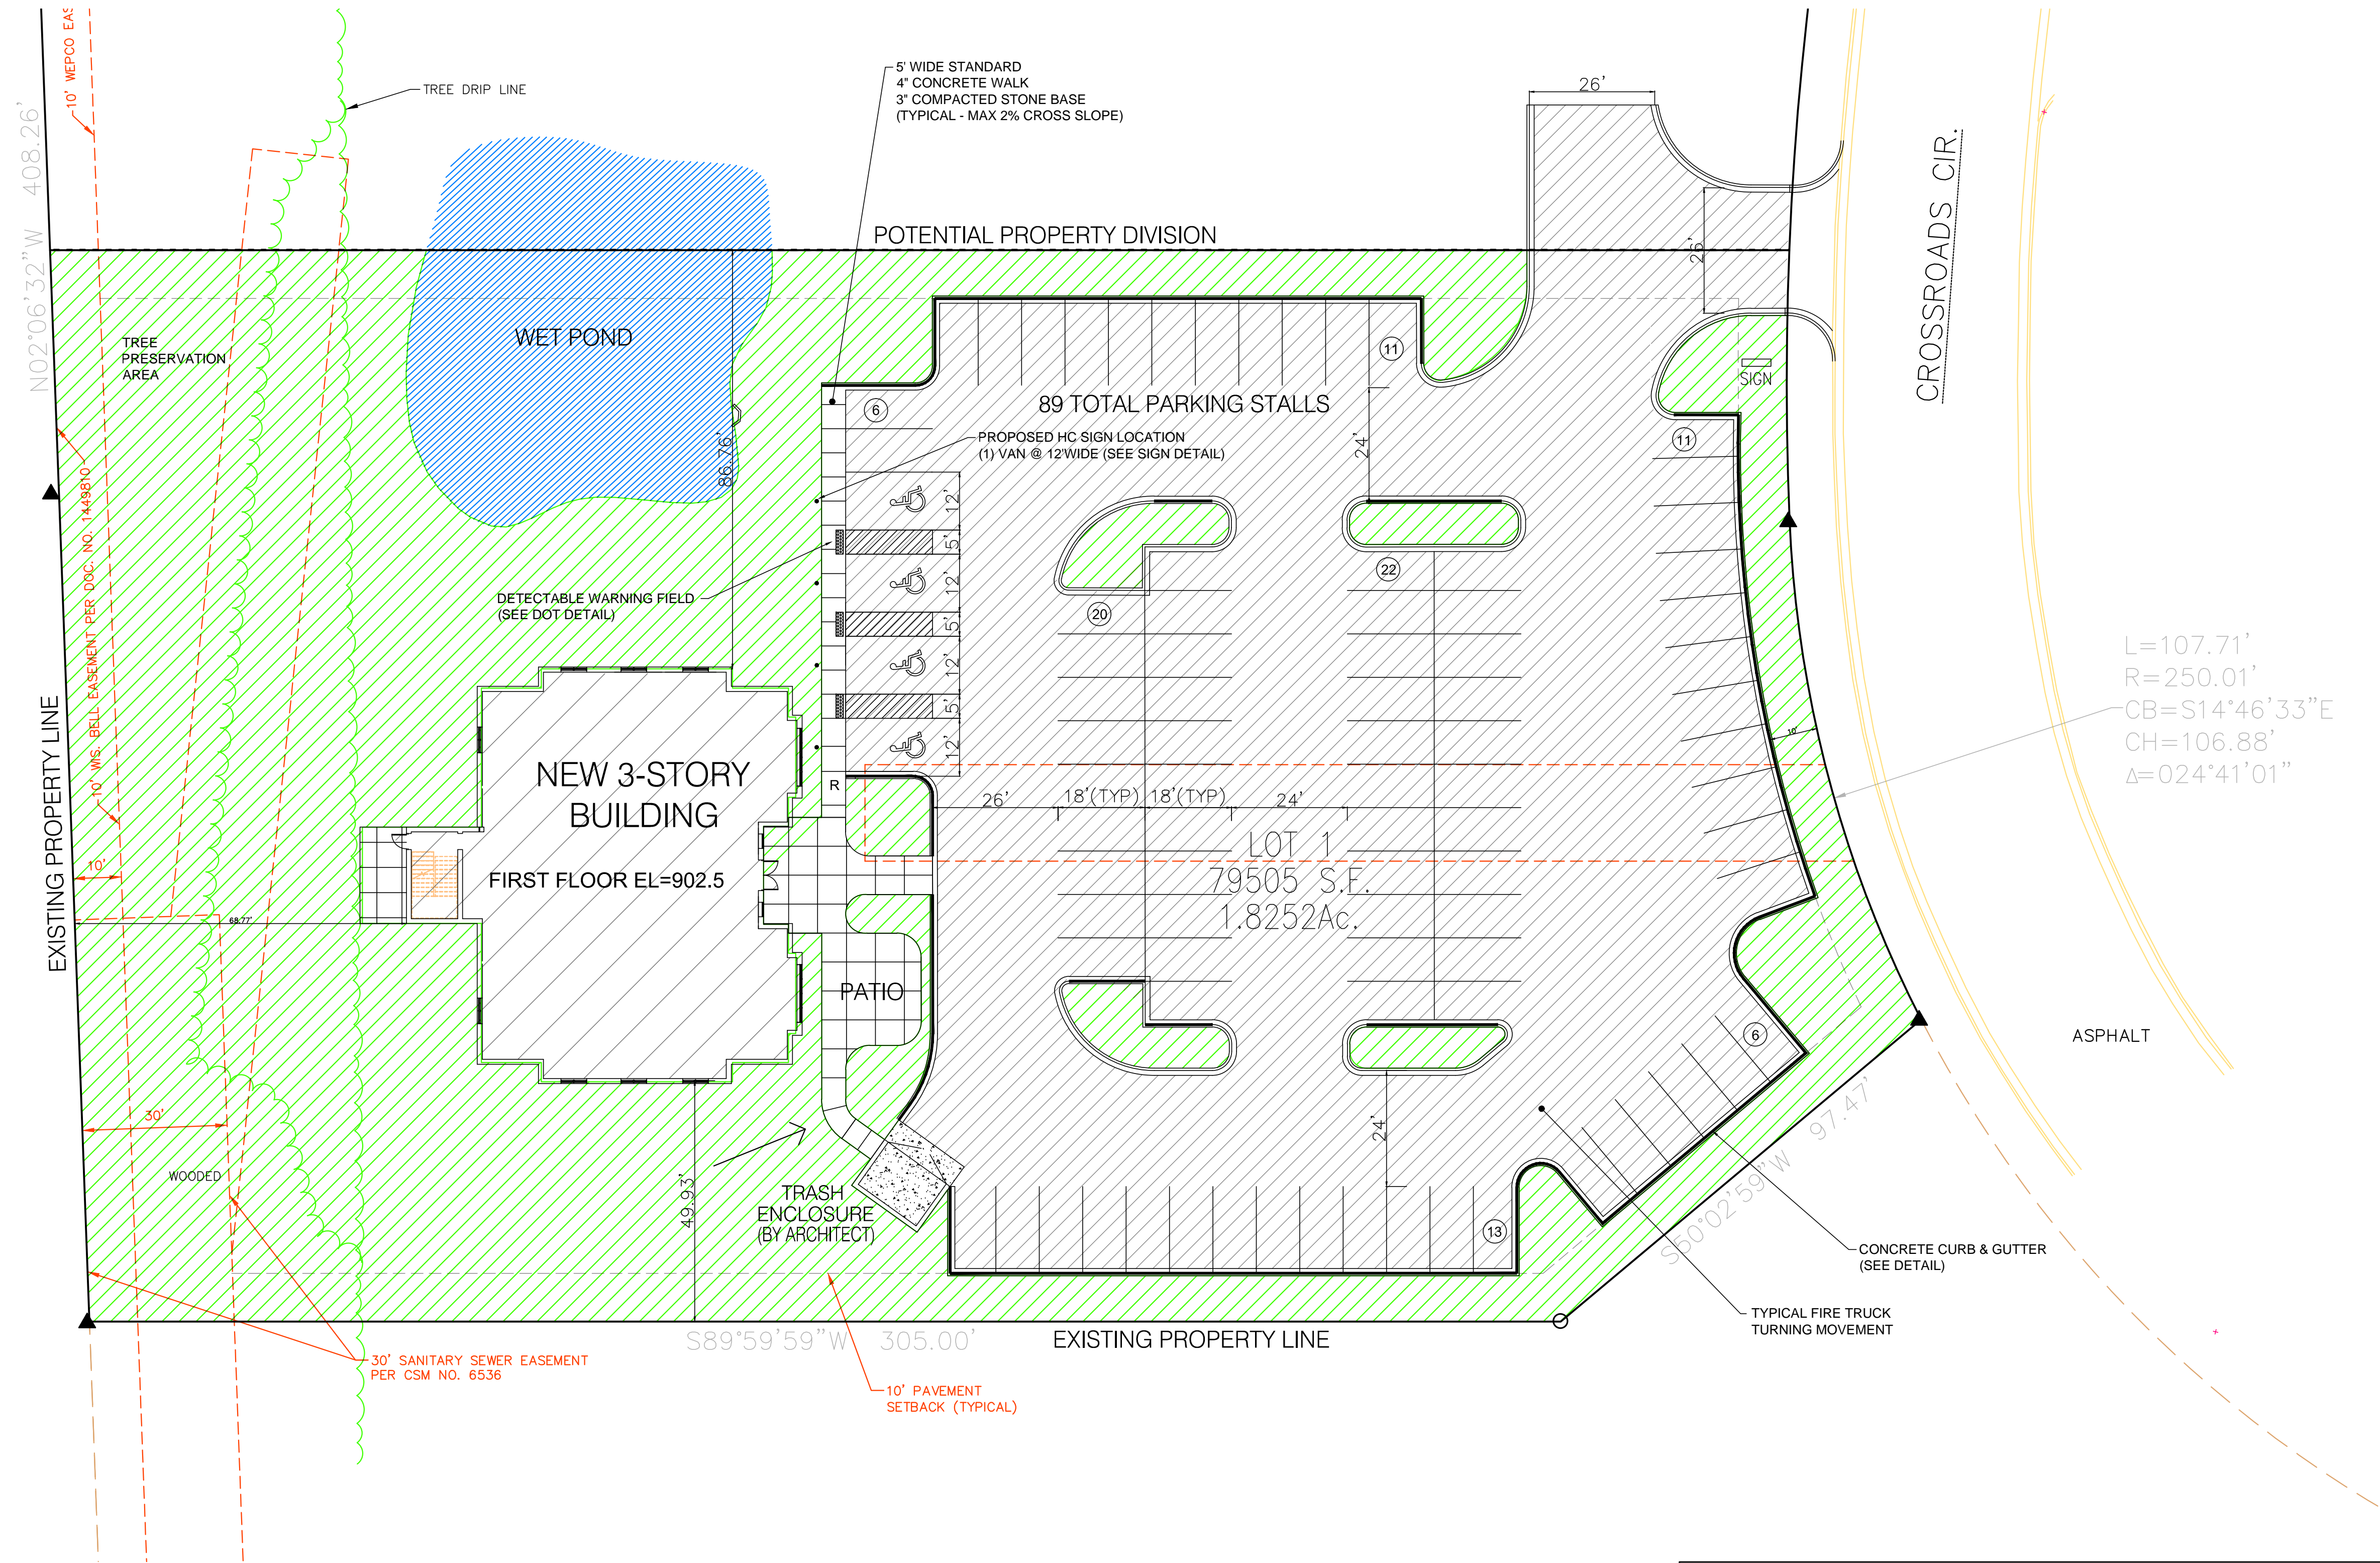 10' WEPCO EAS
TREE DRIP LINE
5' WIDE STANDARD
4" CONCRETE WALK
3" COMPACTED STONE BASE
(TYPICAL - MAX 2% CROSS SLOPE)
26'
CROSSROADS CIR.
N02°06'32"W 408.26'
POTENTIAL PROPERTY DIVISION
26'
WET POND
TREE
PRESERVATION
AREA
11
SIGN
6
89 TOTAL PARKING STALLS
86.76'
PROPOSED HC SIGN LOCATION
(1) VAN @ 12'WIDE (SEE SIGN DETAIL)
24'
11
10' WIS. BELL EASEMENT PER DOC. NO. 1449810
12'
5'
12'
5'
12'
5'
12'
22
20
DETECTABLE WARNING FIELD
(SEE DOT DETAIL)
L=107.71'
R=250.01'
CB=S14°46'33"E
CH=106.88'
Δ=024°41'01"
10'
EXISTING PROPERTY LINE
NEW 3-STORY
BUILDING
FIRST FLOOR EL=902.5
R
26'
18'(TYP)
18'(TYP)
24'
LOT 1
79505 S.F.
1.8252Ac.
10'
68.77'
PATIO
6
ASPHALT
30'
WOODED
49.93'
TRASH
ENCLOSURE
(BY ARCHITECT)
24'
13
S50°02'59"W 97.47'
CONCRETE CURB & GUTTER
(SEE DETAIL)
TYPICAL FIRE TRUCK
TURNING MOVEMENT
S89°59'59"W 305.00'
EXISTING PROPERTY LINE
30' SANITARY SEWER EASEMENT
PER CSM NO. 6536
10' PAVEMENT
SETBACK (TYPICAL)